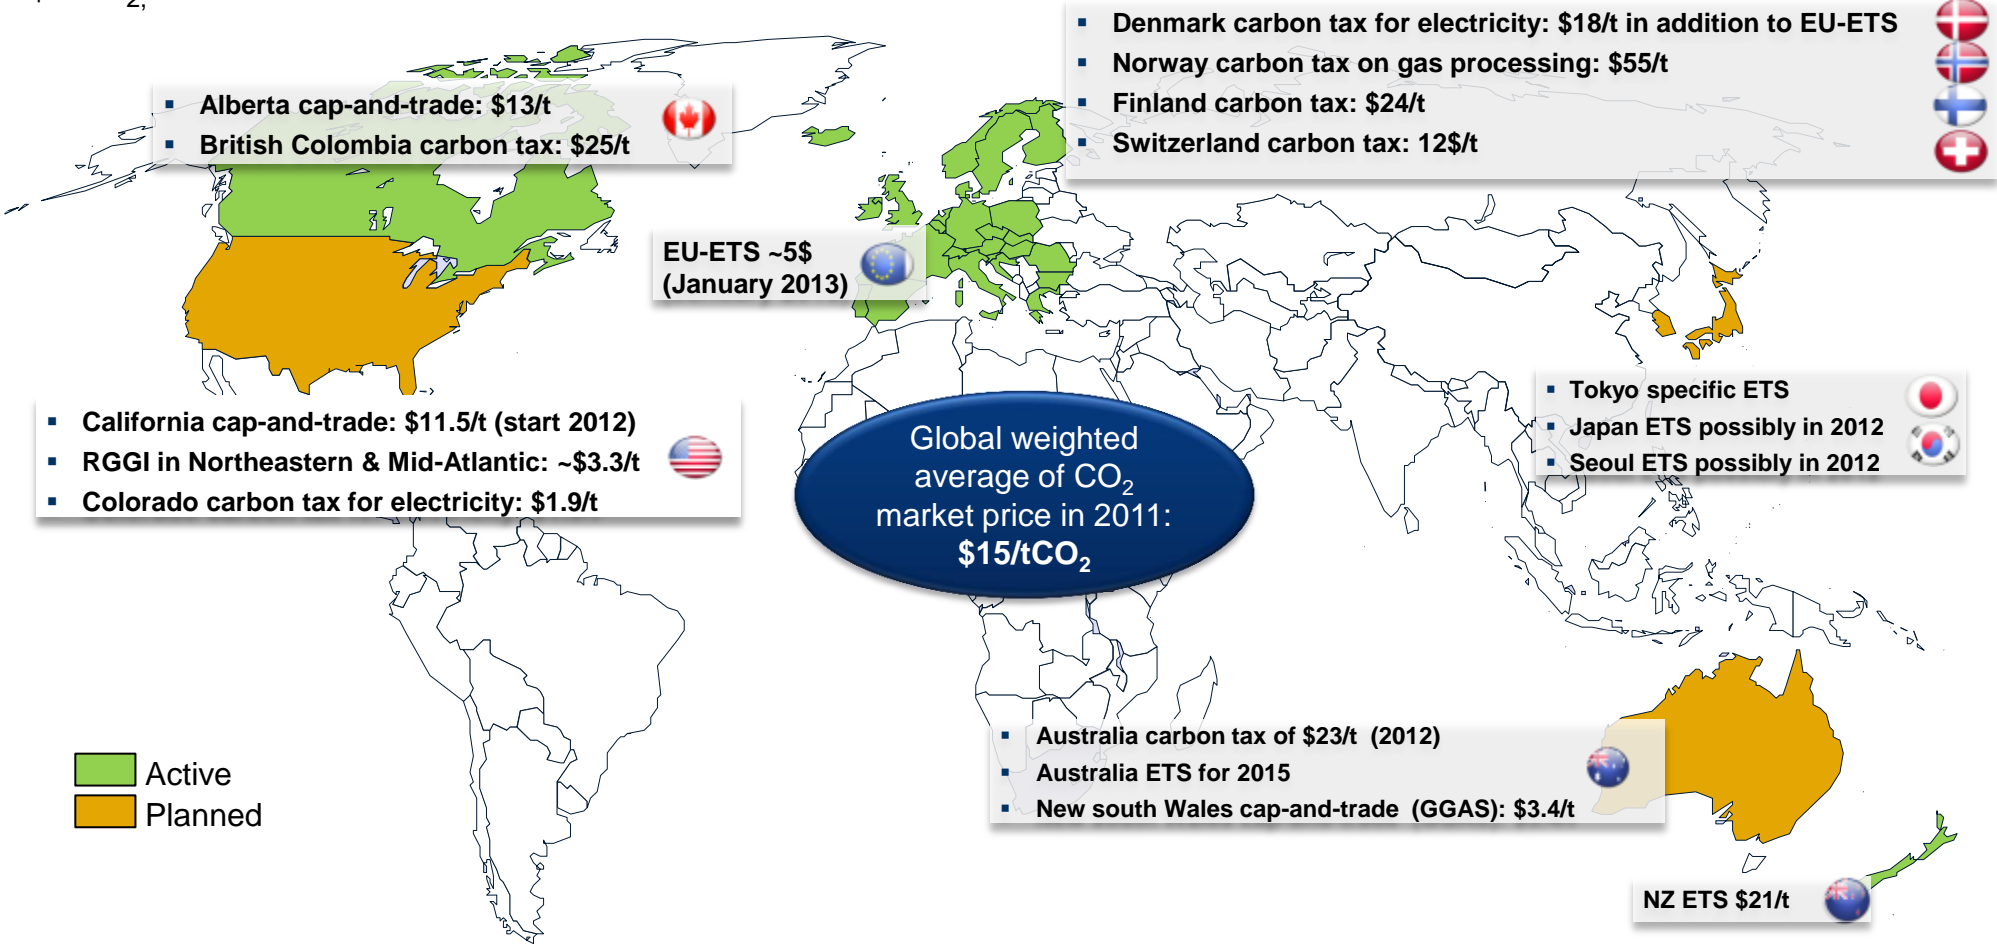 2,
Denmark carbon tax for electricity: $18/t in addition to EU-ETS
Norway carbon tax on gas processing: $55/t
Finland carbon tax: $24/t
Switzerland carbon tax: 12$/t
Alberta cap-and-trade: $13/t
British Colombia carbon tax: $25/t
EU-ETS ~5$
(January 2013)
California cap-and-trade: $11.5/t (start 2012)
RGGI in Northeastern & Mid-Atlantic: ~$3.3/t
Colorado carbon tax for electricity: $1.9/t
Global weighted
average of CO2
market price in 2011:
$15/tCO2
Tokyo specific ETS
Japan ETS possibly in 2012
Seoul ETS possibly in 2012
Australia carbon tax of $23/t (2012)
Australia ETS for 2015
New south Wales cap-and-trade (GGAS): $3.4/t
Active
Planned
NZ ETS $21/t